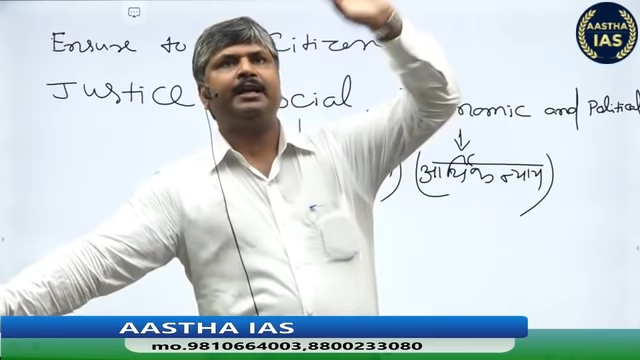 Ensure to Citizen
Justice Social, nomic and Political
(आर्थिक न्याय)
AASTHA
IAS
AASTHA IAS
mo.9810664003,8800233080